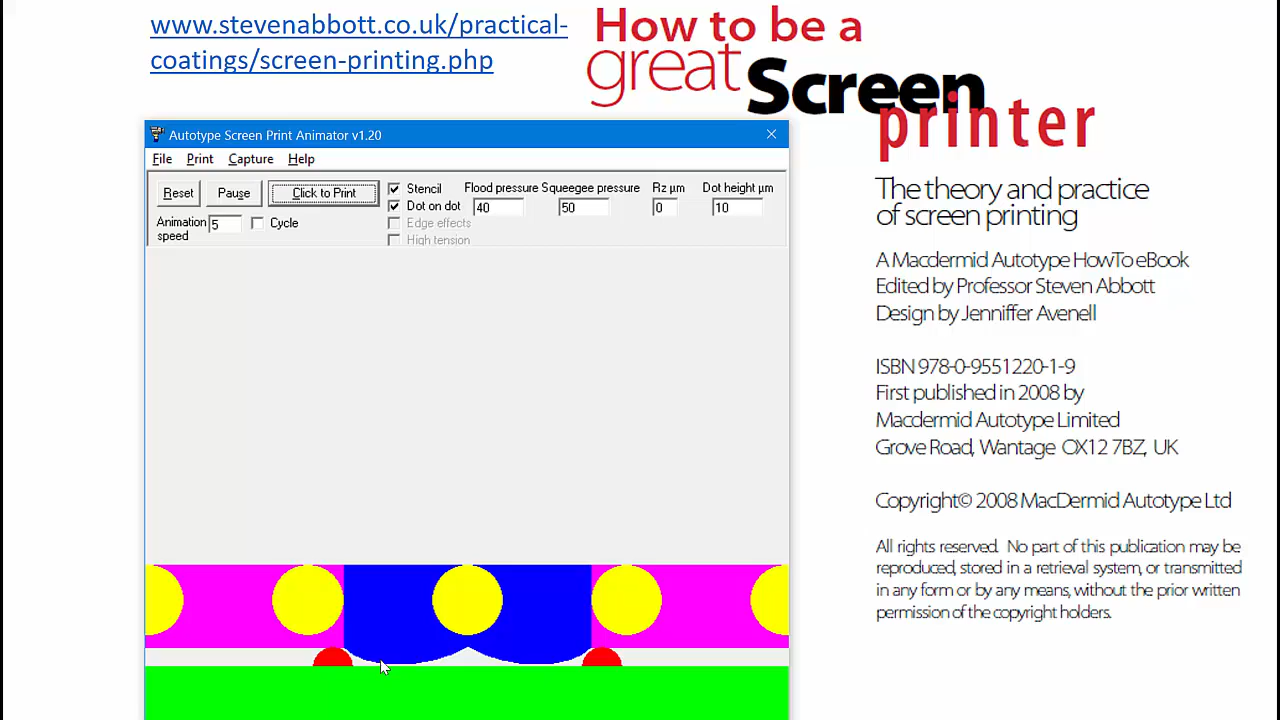 www.stevenabbott.co.uk/practical-
coatings/screen-printing.php
How to be a
great Screen
printer
Autotype Screen Print Animator v1.20
File Print Capture Help
Reset Pause Click to Print
Stencil
Dot on dot
Edge effects
High tension
Flood pressure Squeegee pressure Rz µm Dot height µm
40 50 0 10
Animation
speed
5
Cycle
The theory and practice
of screen printing
A Macdermid Autotype HowTo eBook
Edited by Professor Steven Abbott
Design by Jenniffer Avenell
ISBN 978-0-9551220-1-9
First published in 2008 by
Macdermid Autotype Limited
Grove Road, Wantage OX12 7BZ, UK
Copyright© 2008 MacDermid Autotype Ltd
All rights reserved. No part of this publication may be
reproduced, stored in a retrieval system, or transmitted
in any form or by any means, without the prior written
permission of the copyright holders.